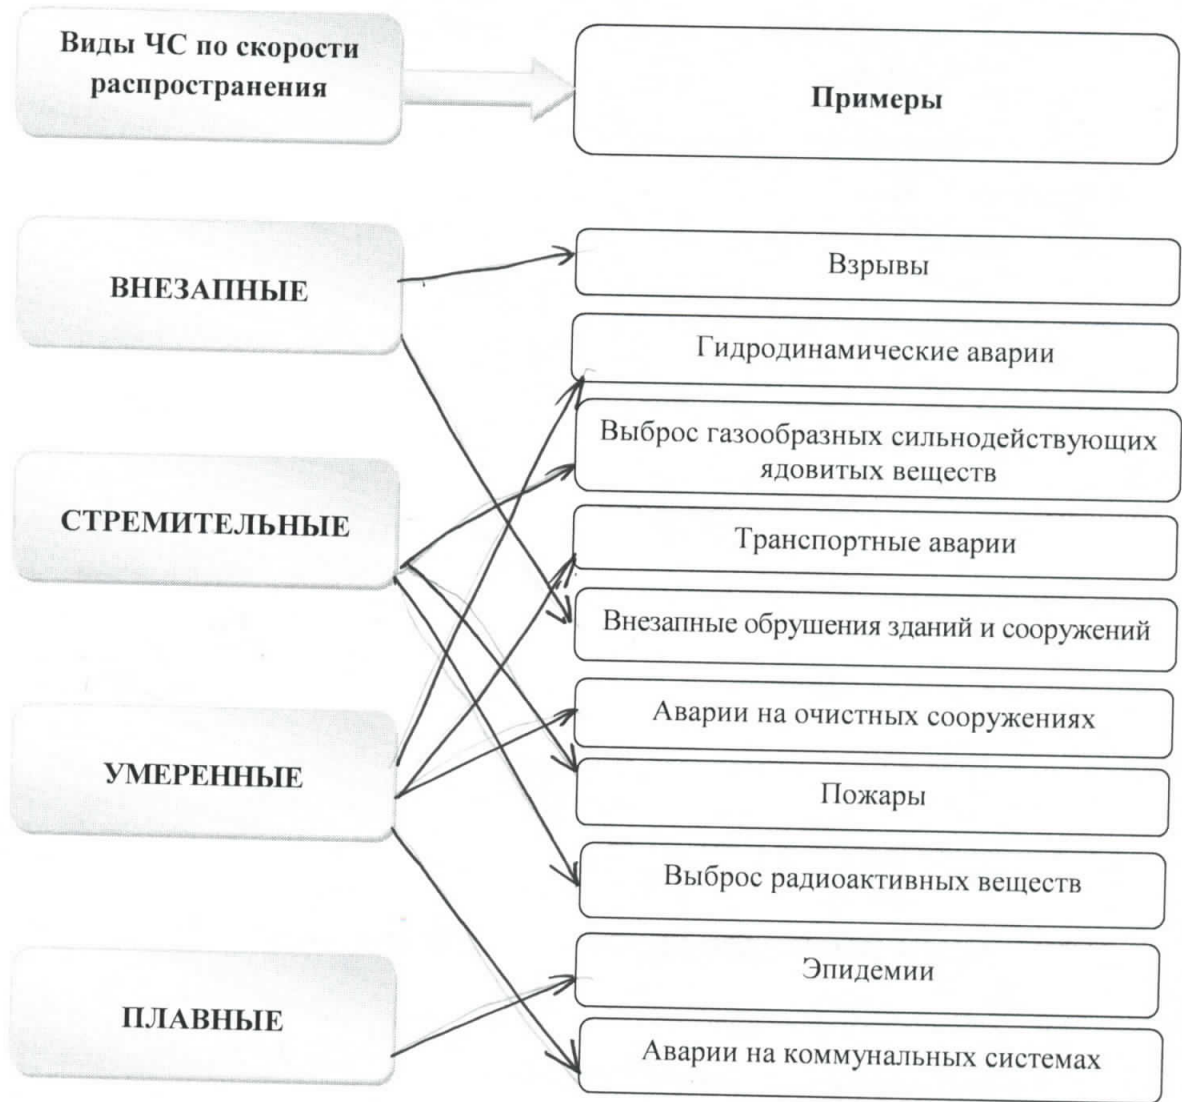 Виды ЧС по скорости
распространения
Примеры
ВНЕЗАПНЫЕ
СТРЕМИТЕЛЬНЫЕ
УМЕРЕННЫЕ
ПЛАВНЫЕ
Взрывы
Гидродинамические аварии
Выброс газообразных сильнодействующих
ядовитых веществ
Транспортные аварии
Внезапные обрушения зданий и сооружений
Аварии на очистных сооружениях
Пожары
Выброс радиоактивных веществ
Эпидемии
Аварии на коммунальных системах